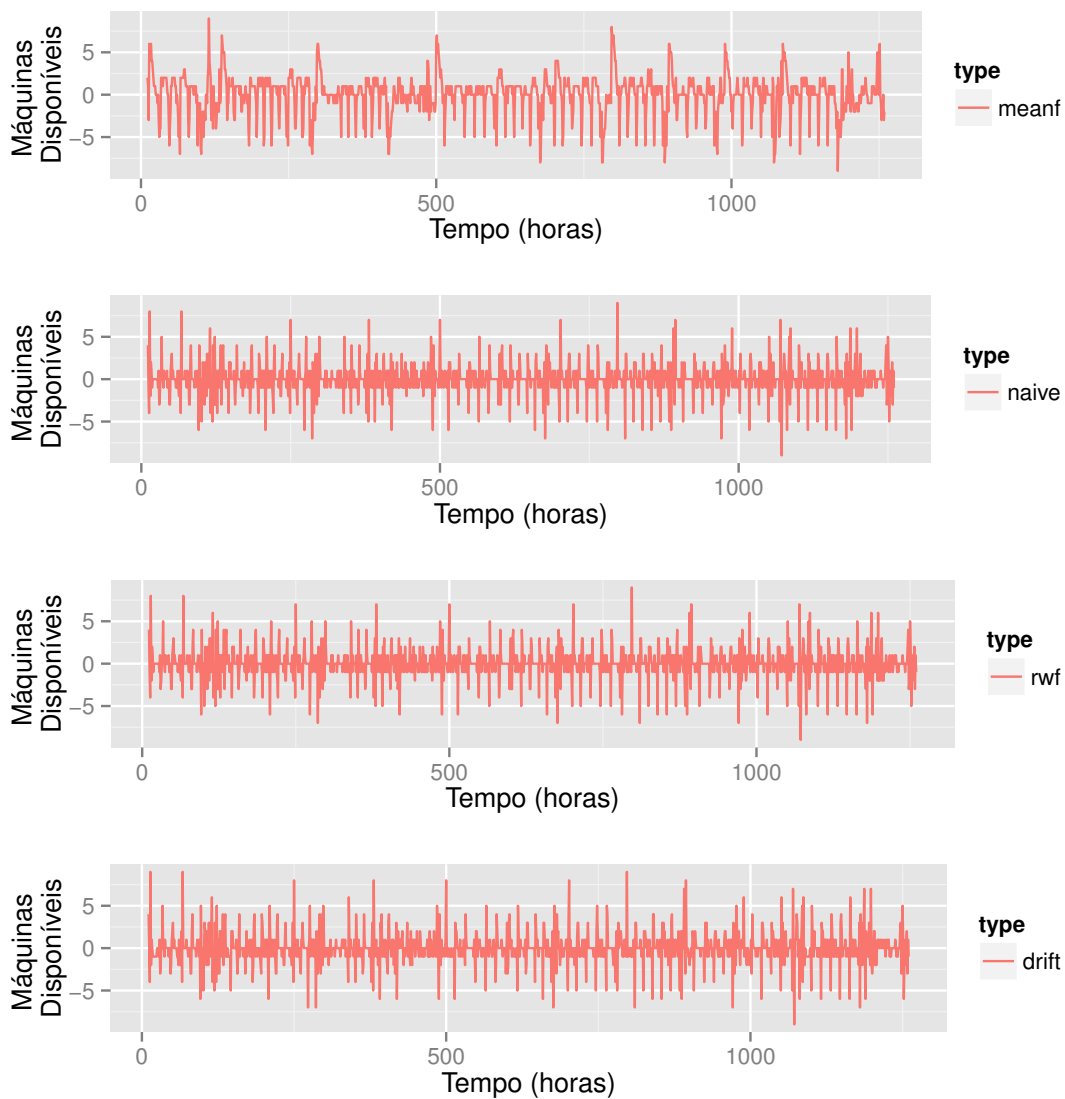 Máquinas
Disponíveis
5
0
−5
0
500
1000
Tempo (horas)
type
meanf
Máquinas
Disponíveis
5
0
−5
0
500
1000
Tempo (horas)
type
naive
Máquinas
Disponíveis
5
0
−5
0
500
1000
Tempo (horas)
type
rwf
Máquinas
Disponíveis
5
0
−5
0
500
1000
Tempo (horas)
type
drift